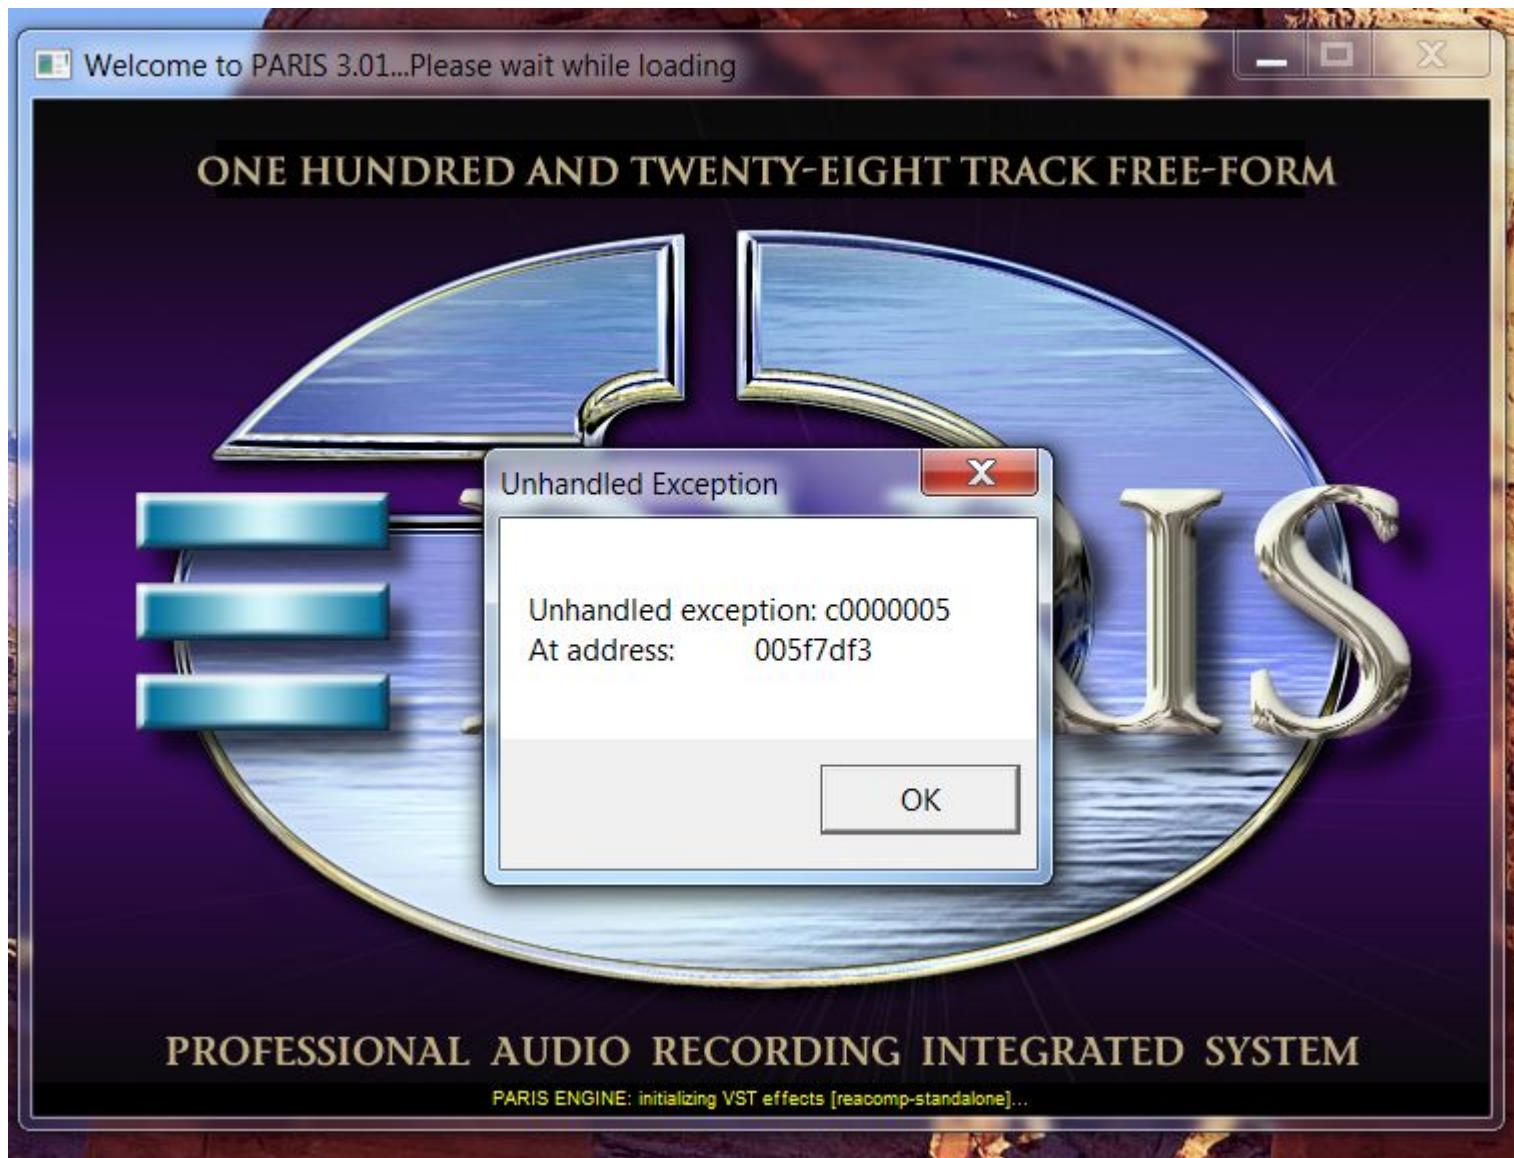 Welcome to PARIS 3.01...Please wait while loading
ONE HUNDRED AND TWENTY-EIGHT TRACK FREE-FORM
Unhandled Exception
Unhandled exception: c0000005
At address: 005f7df3
OK
RIS
PROFESSIONAL AUDIO RECORDING INTEGRATED SYSTEM
PARIS ENGINE: initializing VST effects [reacomp-standalone]...